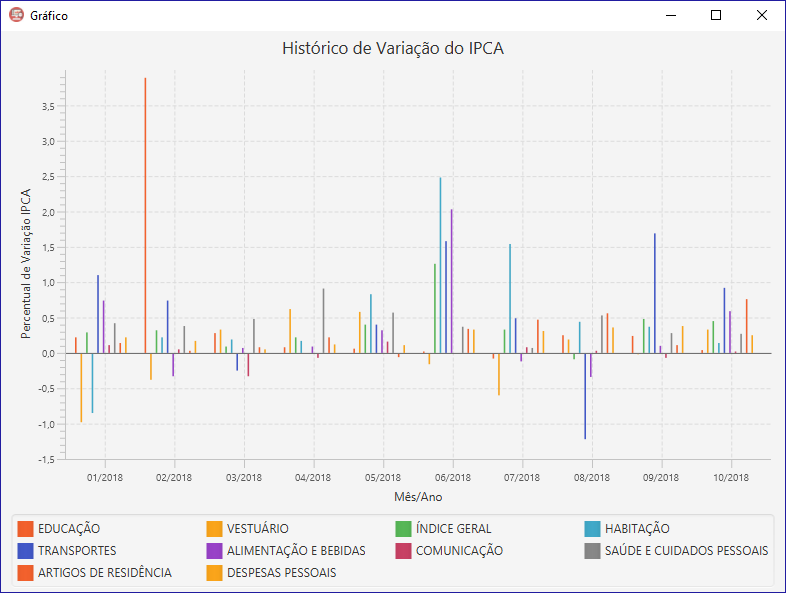 Gráfico
Histórico de Variação do IPCA
Percentual de Variação IPCA
3,5
3,0
2,5
2,0
1,5
1,0
0,5
0,0
-0,5
-1,0
-1,5
01/2018 02/2018 03/2018 04/2018 05/2018 06/2018 07/2018 08/2018 09/2018 10/2018
Mês/Ano
EDUCAÇÃO VESTUÁRIO ÍNDICE GERAL HABITAÇÃO
TRANSPORTES ALIMENTAÇÃO E BEBIDAS COMUNICAÇÃO SAÚDE E CUIDADOS PESSOAIS
ARTIGOS DE RESIDÊNCIA DESPESAS PESSOAIS